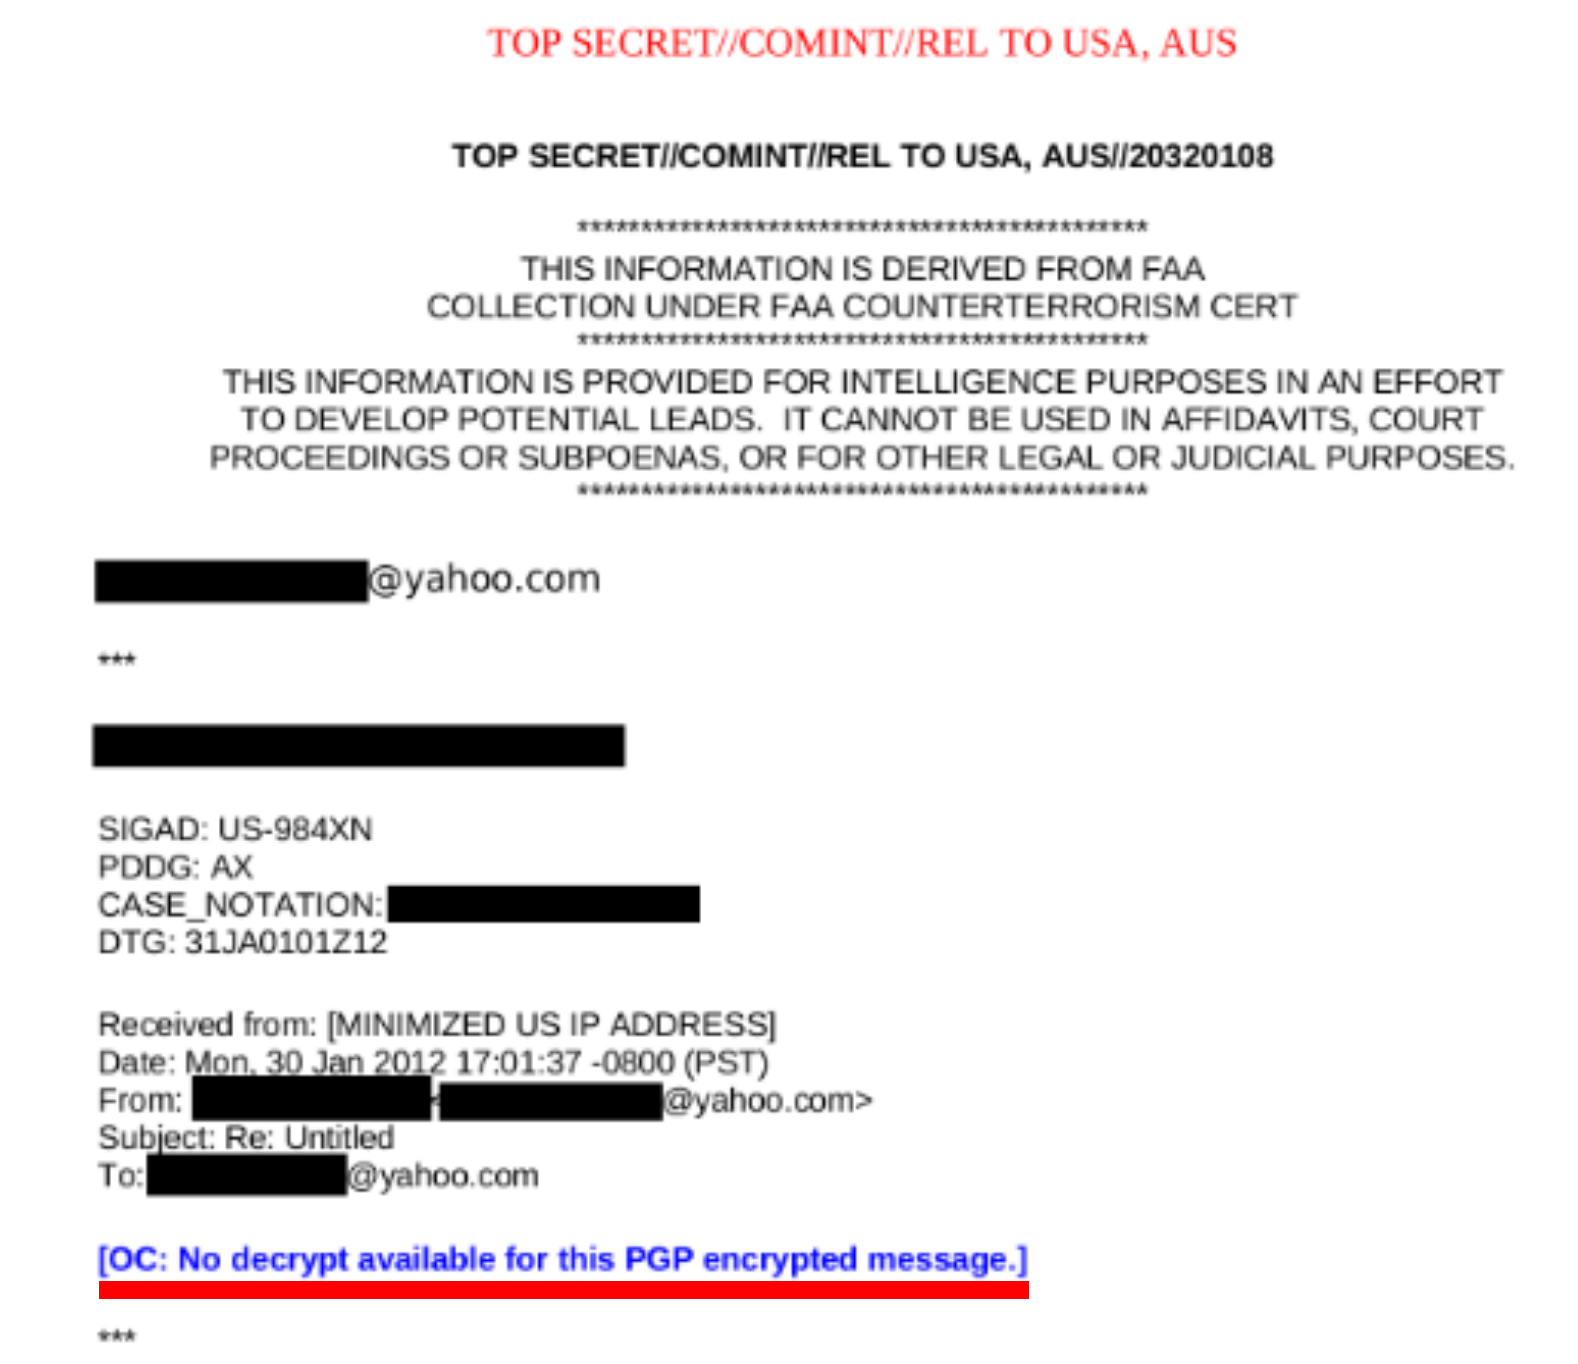 TOP SECRET//COMINT//REL TO USA, AUS
TOP SECRET//COMINT//REL TO USA, AUS//20320108
*********************************************
THIS INFORMATION IS DERIVED FROM FAA
COLLECTION UNDER FAA COUNTERTERRORISM CERT
*********************************************
THIS INFORMATION IS PROVIDED FOR INTELLIGENCE PURPOSES IN AN EFFORT
TO DEVELOP POTENTIAL LEADS. IT CANNOT BE USED IN AFFIDAVITS, COURT
PROCEEDINGS OR SUBPOENAS, OR FOR OTHER LEGAL OR JUDICIAL PURPOSES.
*********************************************
@yahoo.com
***
SIGAD: US-984XN
PDDG: AX
CASE_NOTATION:
DTG: 31JA0101Z12
Received from: [MINIMIZED US IP ADDRESS]
Date: Mon, 30 Jan 2012 17:01:37 -0800 (PST)
From: <@yahoo.com>
Subject: Re: Untitled
To: @yahoo.com
[OC: No decrypt available for this PGP encrypted message.]
***